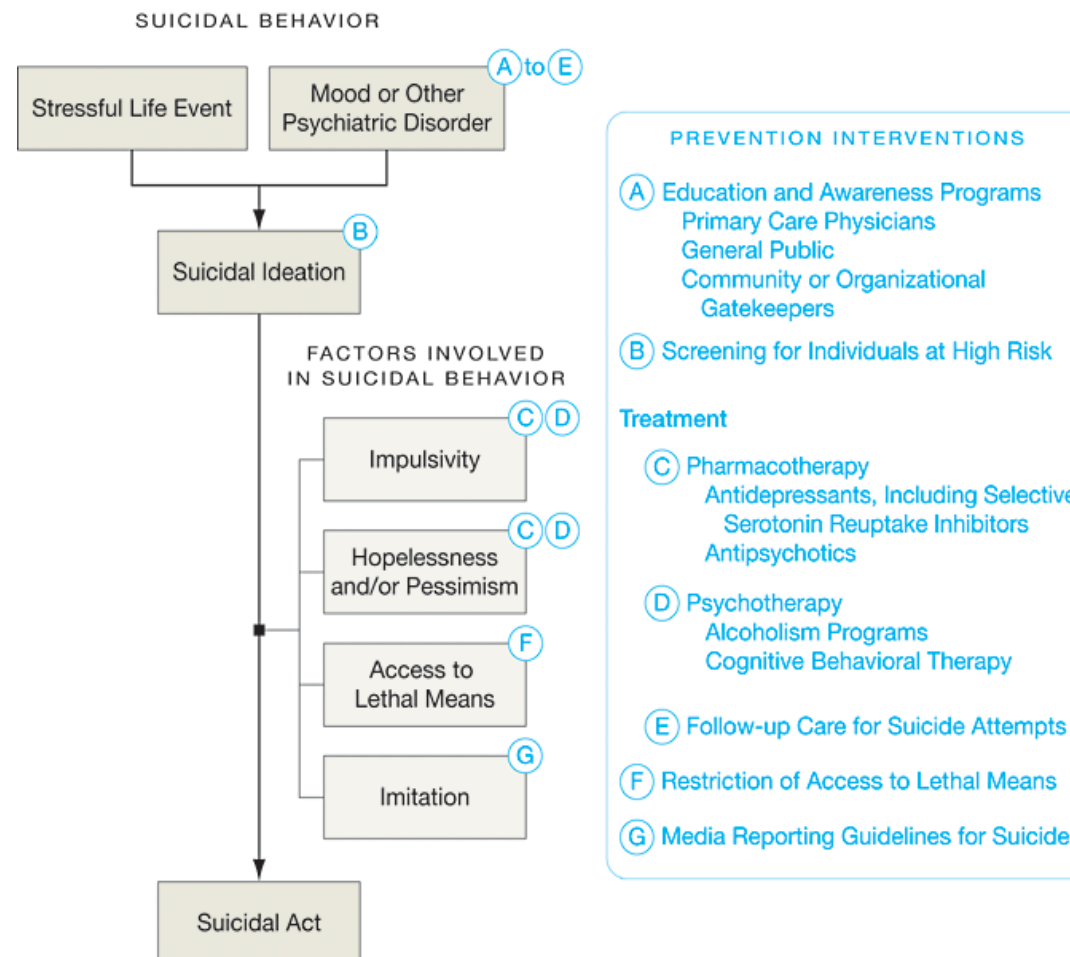 SUICIDAL BEHAVIOR
A to E
Stressful Life Event
Mood or Other
Psychiatric Disorder
B
Suicidal Ideation
FACTORS INVOLVED
IN SUICIDAL BEHAVIOR
C D
Impulsivity
C D
Hopelessness
and/or Pessimism
F
Access to
Lethal Means
G
Imitation
Suicidal Act
PREVENTION INTERVENTIONS
A Education and Awareness Programs
Primary Care Physicians
General Public
Community or Organizational
Gatekeepers
B Screening for Individuals at High Risk
Treatment
C Pharmacotherapy
Antidepressants, Including Selective
Serotonin Reuptake Inhibitors
Antipsychotics
D Psychotherapy
Alcoholism Programs
Cognitive Behavioral Therapy
E Follow-up Care for Suicide Attempts
F Restriction of Access to Lethal Means
G Media Reporting Guidelines for Suicide